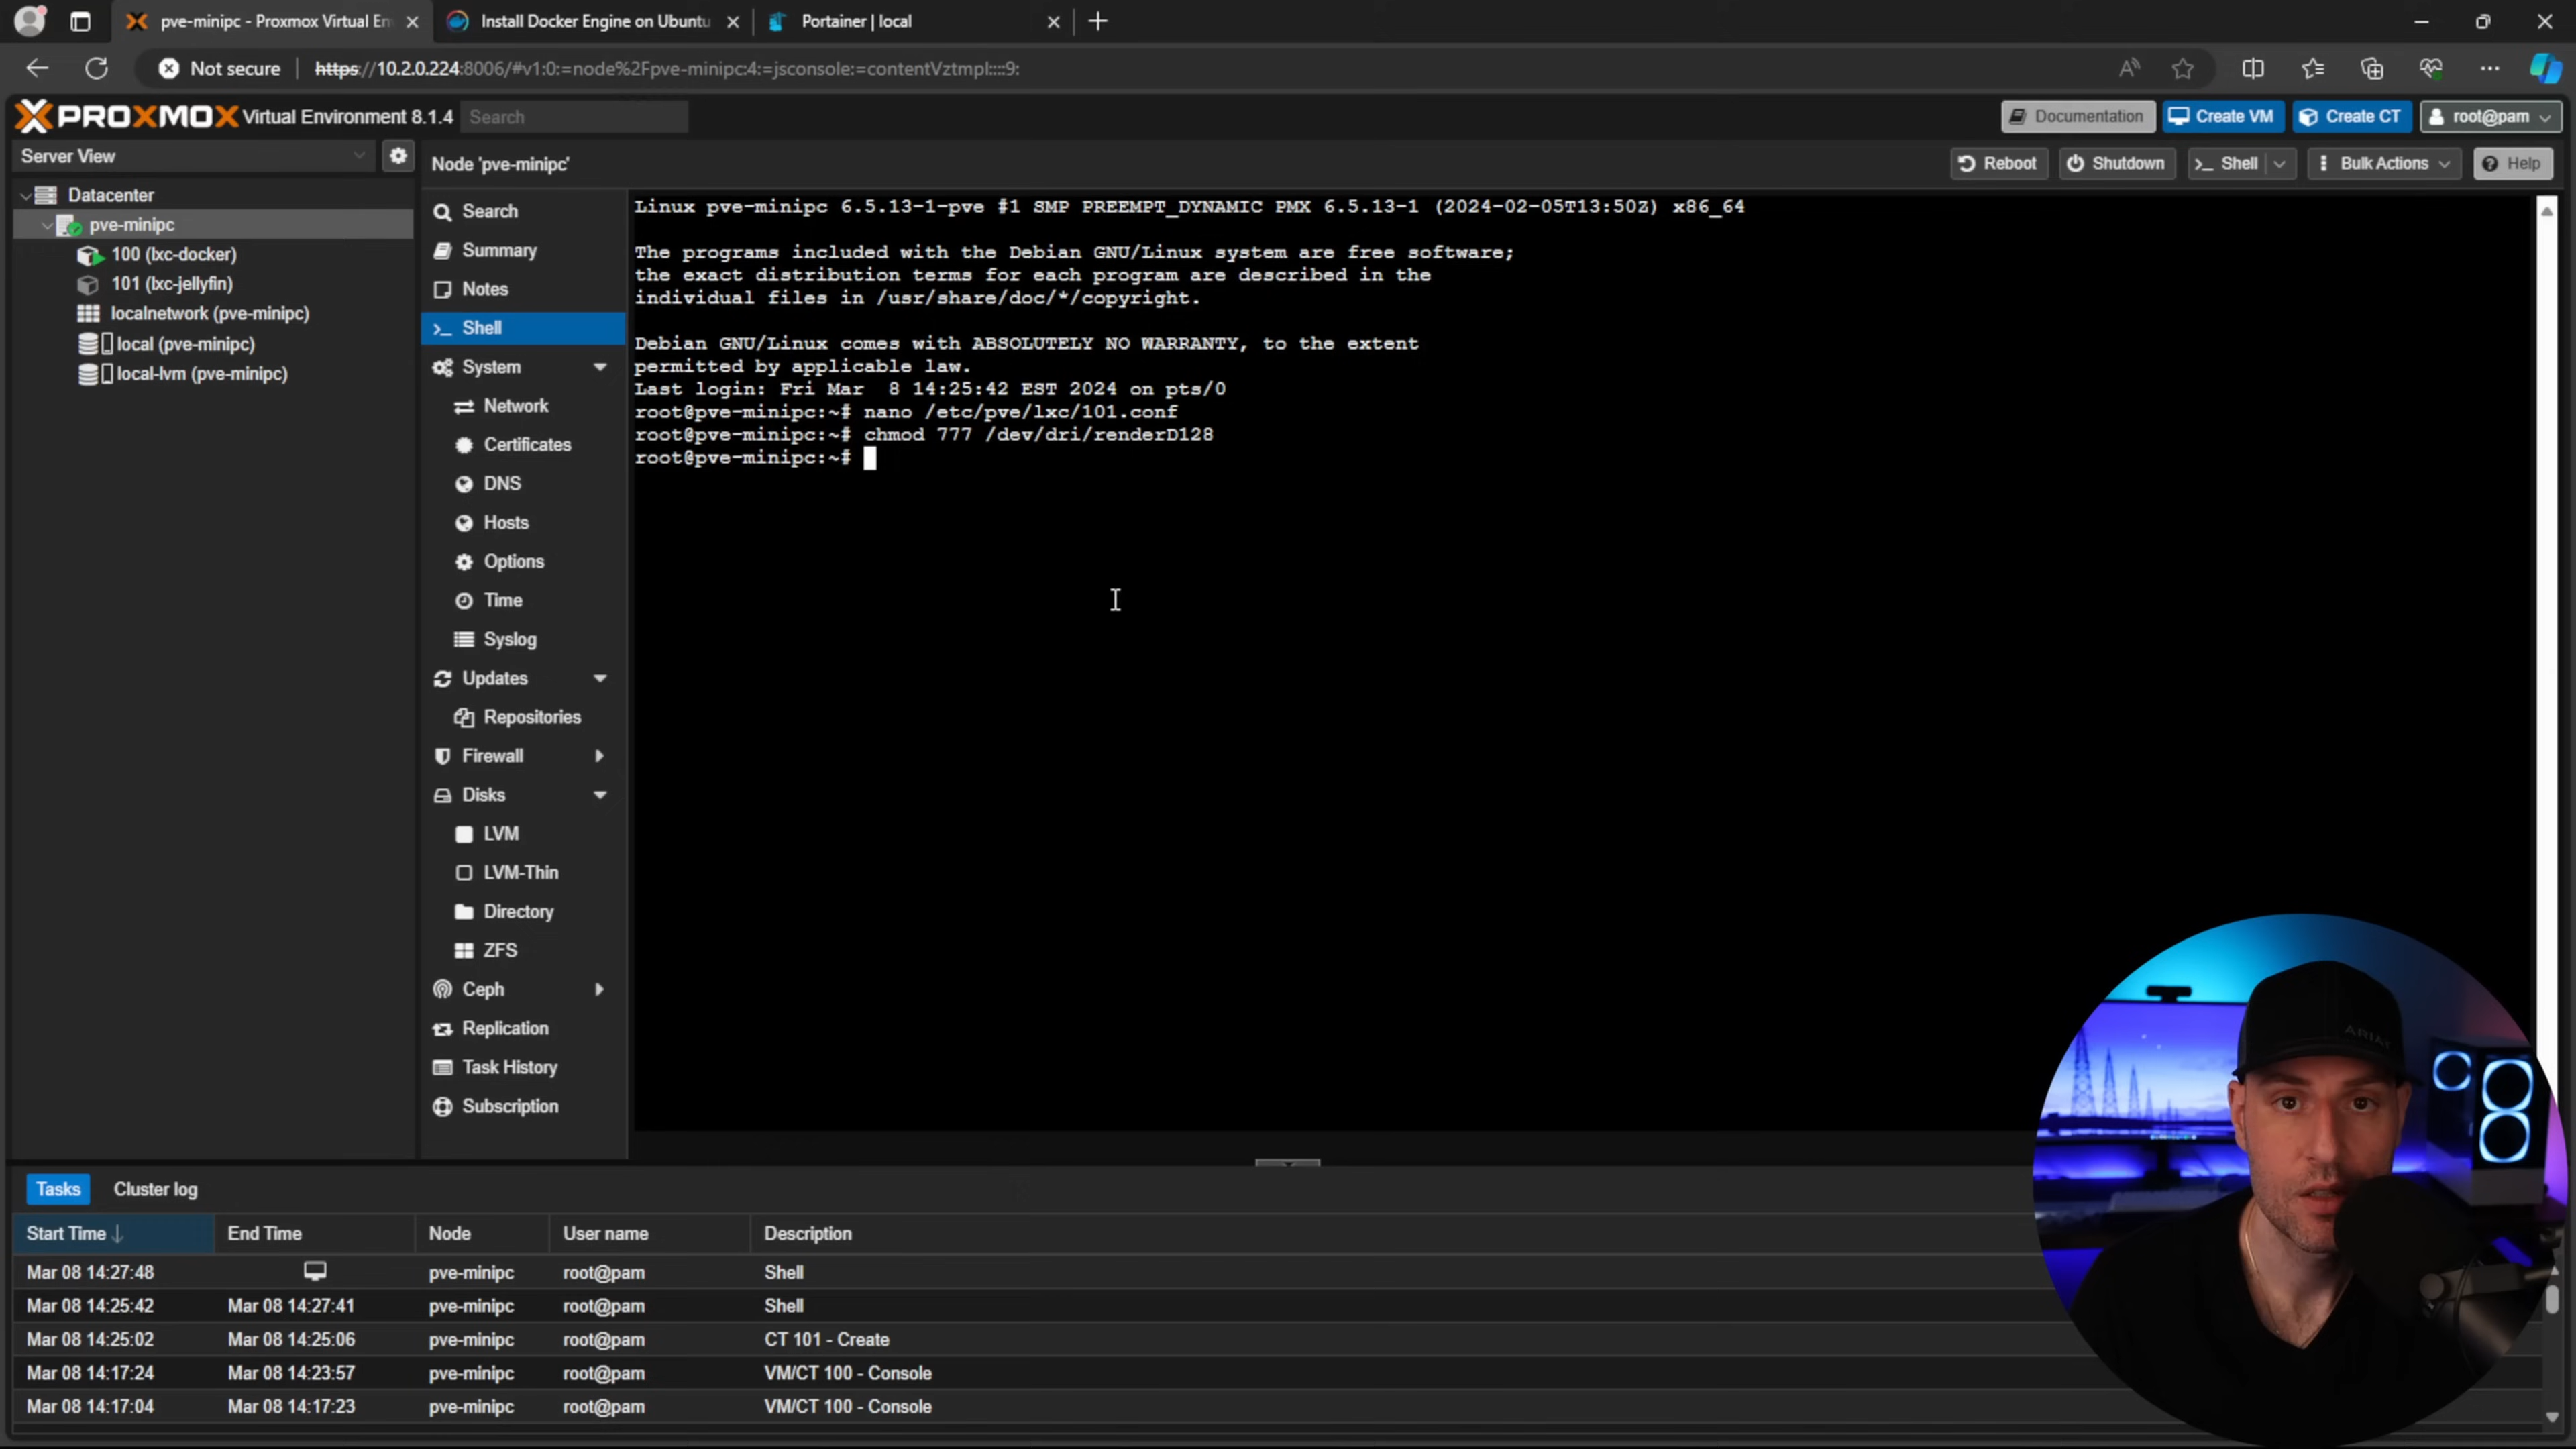 pve-minipc - Proxmox Virtual En
Install Docker Engine on Ubuntu
Portainer | local
Not secure
https://10.2.0.224:8006/#v1:0:=node%2Fpve-minipc:4:=jsconsole:=contentVztmpl::::9:
PROXMOX Virtual Environment 8.1.4
Search
Documentation
Create VM
Create CT
root@pam
Server View
Node 'pve-minipc'
Reboot
Shutdown
>_ Shell
Bulk Actions
Help
Datacenter
pve-minipc
100 (lxc-docker)
101 (lxc-jellyfin)
localnetwork (pve-minipc)
local (pve-minipc)
local-lvm (pve-minipc)
Search
Summary
Notes
>_ Shell
System
Network
Certificates
DNS
Hosts
Options
Time
Syslog
Updates
Repositories
Firewall
Disks
LVM
LVM-Thin
Directory
ZFS
Ceph
Replication
Task History
Subscription
Linux pve-minipc 6.5.13-1-pve #1 SMP PREEMPT_DYNAMIC PMX 6.5.13-1 (2024-02-05T13:50Z) x86_64
The programs included with the Debian GNU/Linux system are free software;
the exact distribution terms for each program are described in the
individual files in /usr/share/doc/*/copyright.
Debian GNU/Linux comes with ABSOLUTELY NO WARRANTY, to the extent
permitted by applicable law.
Last login: Fri Mar  8 14:25:42 EST 2024 on pts/0
root@pve-minipc:~# nano /etc/pve/lxc/101.conf
root@pve-minipc:~# chmod 777 /dev/dri/renderD128
root@pve-minipc:~#
ARIAT
Tasks
Cluster log
Start Time
End Time
Node
User name
Description
Mar 08 14:27:48
pve-minipc
root@pam
Shell
Mar 08 14:25:42
Mar 08 14:27:41
pve-minipc
root@pam
Shell
Mar 08 14:25:02
Mar 08 14:25:06
pve-minipc
root@pam
CT 101 - Create
Mar 08 14:17:24
Mar 08 14:23:57
pve-minipc
root@pam
VM/CT 100 - Console
Mar 08 14:17:04
Mar 08 14:17:23
pve-minipc
root@pam
VM/CT 100 - Console